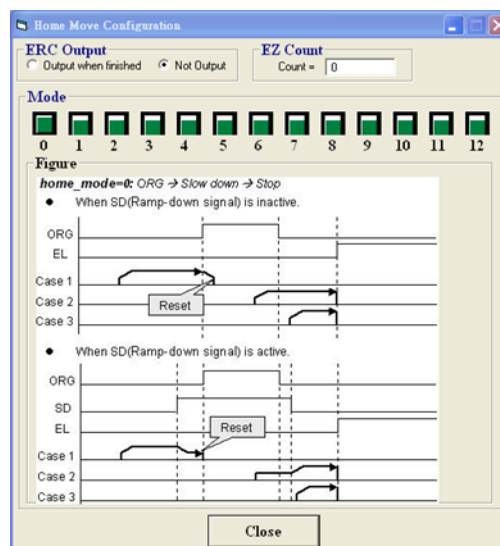 Home Move Configuration
ERC Output
Output when finished
Not Output
EZ Count
Count =
0
Mode
0 1 2 3 4 5 6 7 8 9 10 11 12
Figure
home_mode=0: ORG → Slow down → Stop
● When SD(Ramp-down signal) is inactive.
ORG
EL
Case 1
Reset
Case 2
Case 3
● When SD(Ramp-down signal) is active.
ORG
SD
EL
Reset
Case 1
Case 2
Case 3
Close